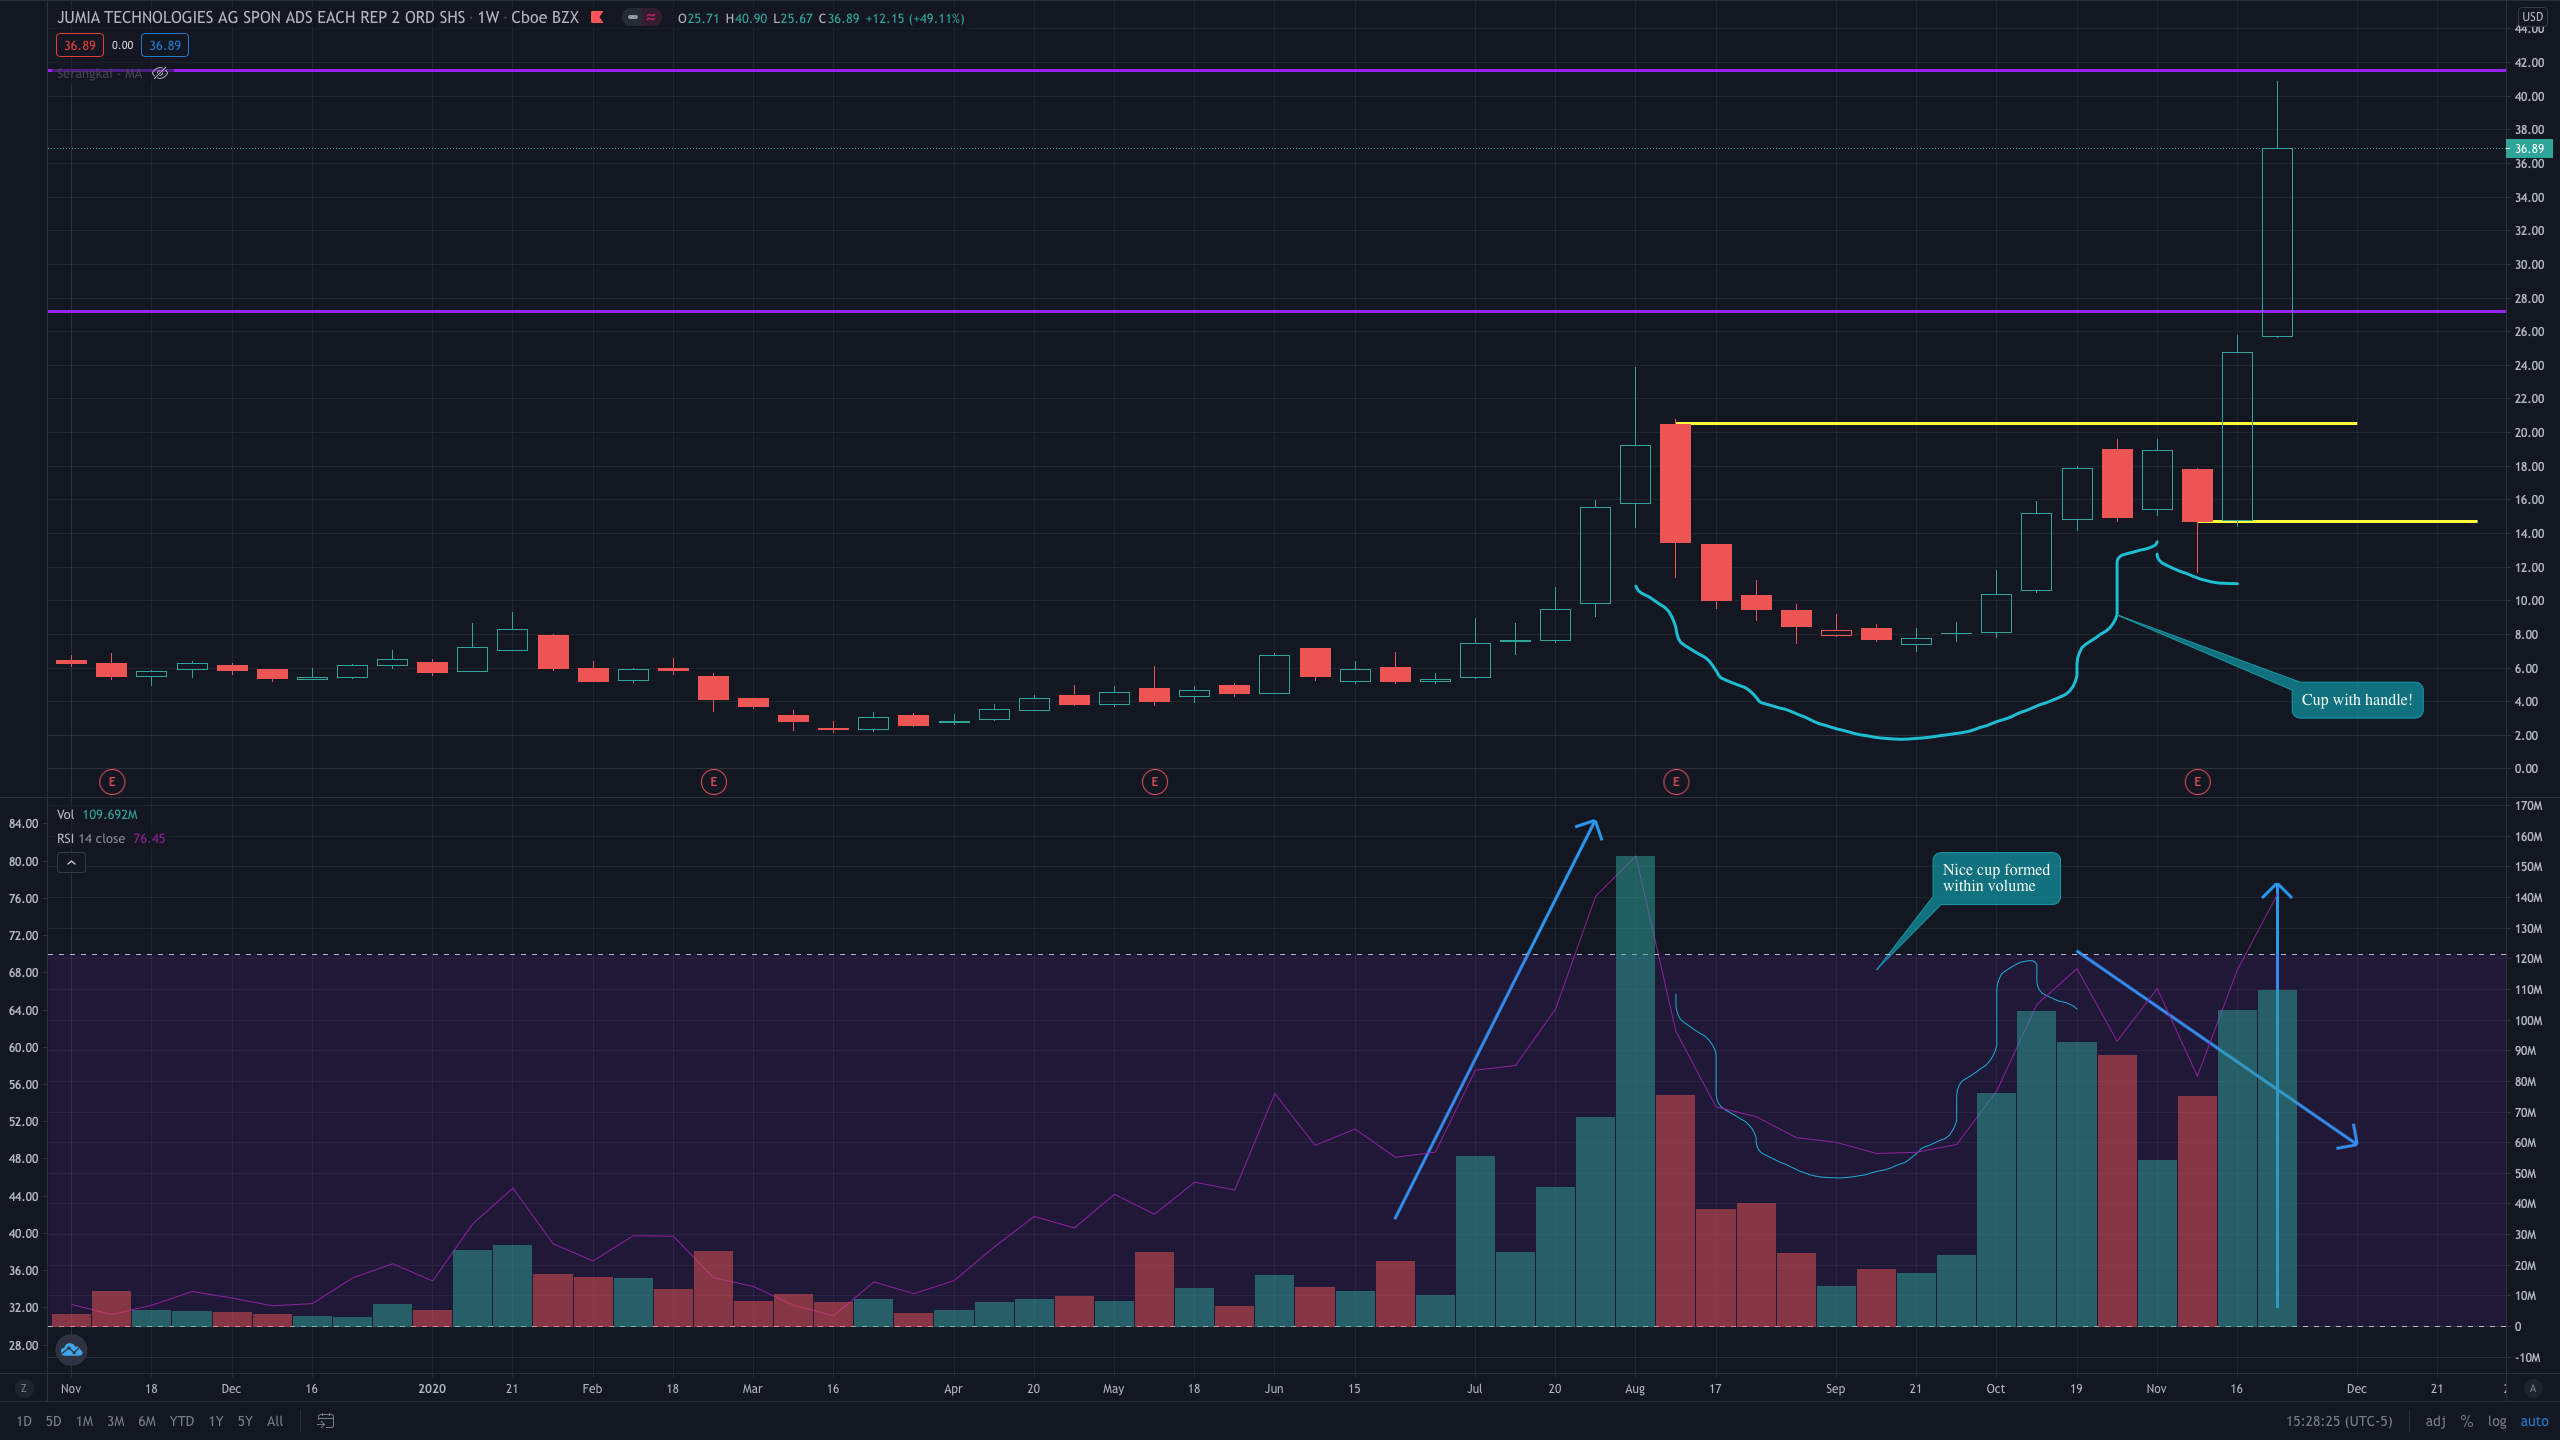 JUMIA TECHNOLOGIES AG SPON ADS EACH REP 2 ORD SHS · 1W · Cboe BZX O25.71 H40.90 L25.67 C36.89 +12.15 (+49.11%)
36.89 0.00 36.89
Serangkai - MA
USD
44.00
42.00
40.00
38.00
36.89
36.00
34.00
32.00
30.00
28.00
26.00
24.00
22.00
20.00
18.00
16.00
14.00
12.00
10.00
8.00
6.00
4.00
2.00
0.00
Cup with handle!
E E E E E
Vol 109.692M
RSI 14 close 76.45
Nice cup formed
within volume
84.00
80.00
76.00
72.00
68.00
64.00
60.00
56.00
52.00
48.00
44.00
40.00
36.00
32.00
28.00
170M
160M
150M
140M
130M
120M
110M
100M
90M
80M
70M
60M
50M
40M
30M
20M
10M
0
-10M
Z Nov 18 Dec 16 2020 21 Feb 18 Mar 16 Apr 20 May 18 Jun 15 Jul 20 Aug 17 Sep 21 Oct 19 Nov 16 Dec 21 A
1D 5D 1M 3M 6M YTD 1Y 5Y All 15:28:25 (UTC-5) adj % log auto